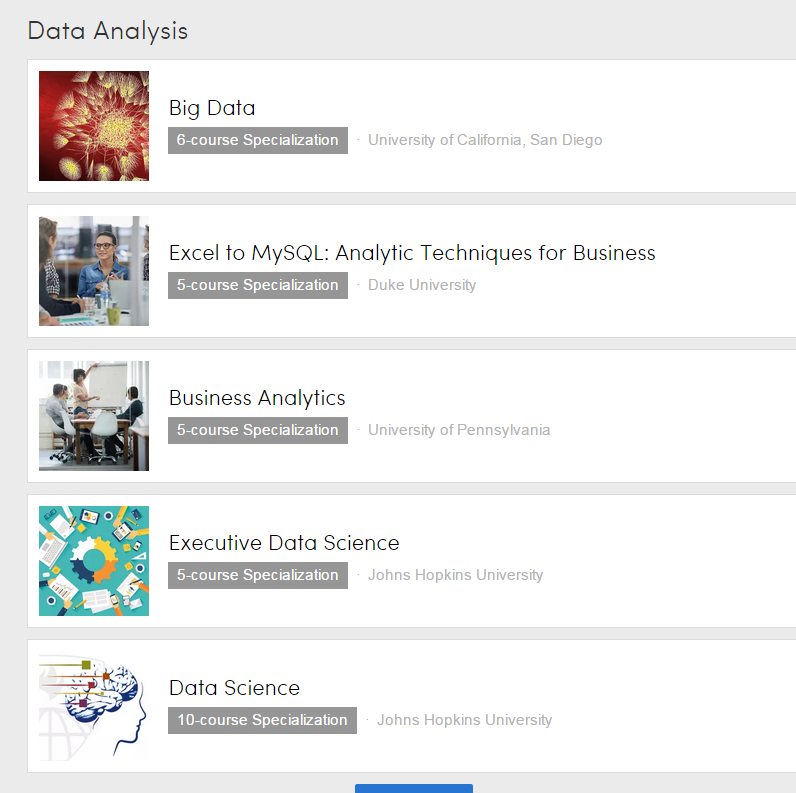 Data Analysis
Big Data
6-course Specialization · University of California, San Diego
Excel to MySQL: Analytic Techniques for Business
5-course Specialization · Duke University
Business Analytics
5-course Specialization · University of Pennsylvania
Executive Data Science
5-course Specialization · Johns Hopkins University
Data Science
10-course Specialization · Johns Hopkins University